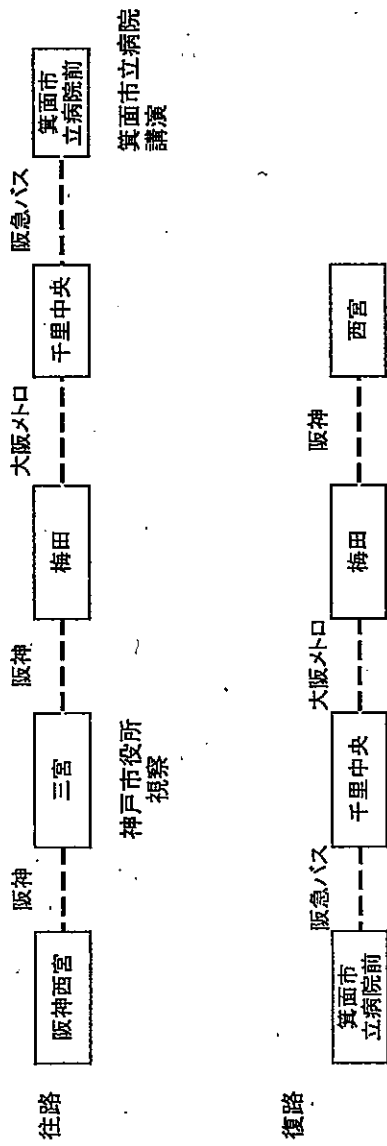 往路
阪神西宮
阪神
三宮
神戸市役所
視察
阪神
梅田
大阪メトロ
千里中央
阪急バス
箕面市
立病院前
箕面市立病院
講演
復路
箕面市
立病院前
阪急バス
千里中央
大阪メトロ
梅田
阪神
西宮